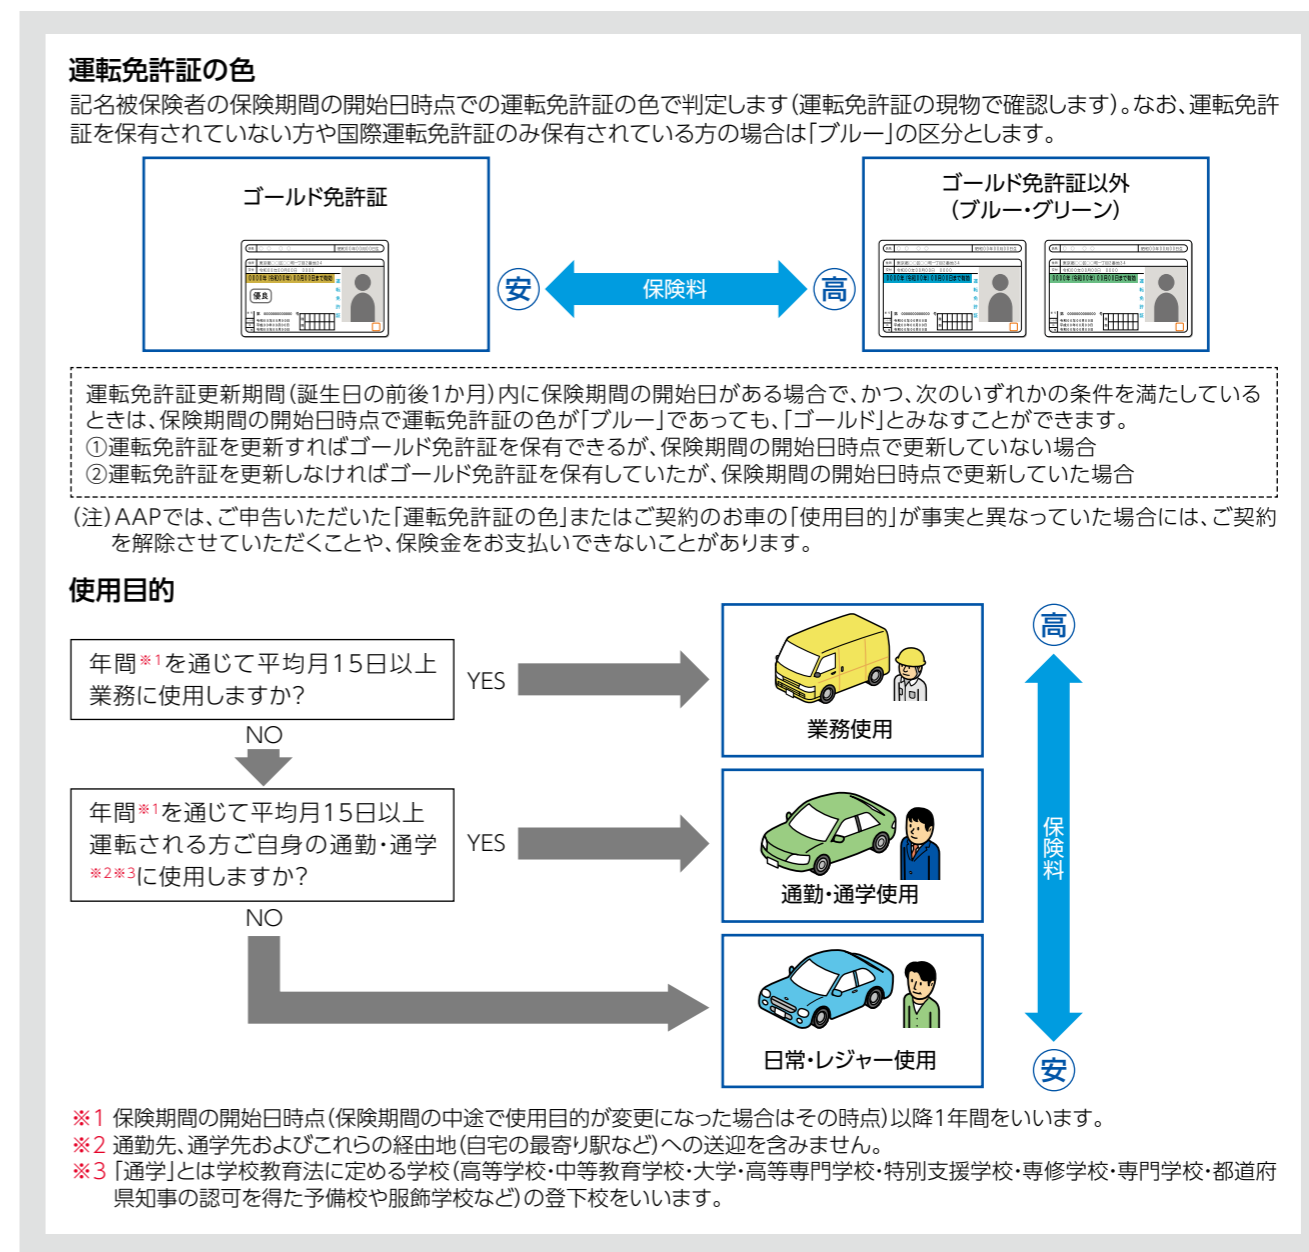 運転免許証の色
記名被保険者の保険期間の開始日時点での運転免許証の色で判定します(運転免許証の現物で確認します)。なお、運転免許
証を保有されていない方や国際運転免許証のみ保有されている方の場合は「ブルー」の区分とします。
ゴールド免許証
優良
安
保険料
高
ゴールド免許証以外
(ブルー・グリーン)
運転免許証更新期間(誕生日の前後1か月)内に保険期間の開始日がある場合で、かつ、次のいずれかの条件を満たしている
ときは、保険期間の開始日時点で運転免許証の色が「ブルー」であっても、「ゴールド」とみなすことができます。
①運転免許証を更新すればゴールド免許証を保有できるが、保険期間の開始日時点で更新していない場合
②運転免許証を更新しなければゴールド免許証を保有していたが、保険期間の開始日時点で更新していた場合
(注)AAPでは、ご申告いただいた「運転免許証の色」またはご契約のお車の「使用目的」が事実と異なっていた場合には、ご契約
を解除させていただくことや、保険金をお支払いできないことがあります。
使用目的
年間※1を通じて平均月15日以上
業務に使用しますか?
YES
業務使用
NO
年間※1を通じて平均月15日以上
運転される方ご自身の通勤・通学
※2※3に使用しますか?
YES
通勤・通学使用
NO
日常・レジャー使用
高
保険料
安
※1 保険期間の開始日時点(保険期間の中途で使用目的が変更になった場合はその時点)以降1年間をいいます。
※2 通勤先、通学先およびこれらの経由地(自宅の最寄り駅など)への送迎を含みません。
※3 「通学」とは学校教育法に定める学校(高等学校・中等教育学校・大学・高等専門学校・特別支援学校・専修学校・専門学校・都道府
県知事の認可を得た予備校や服飾学校など)の登下校をいいます。